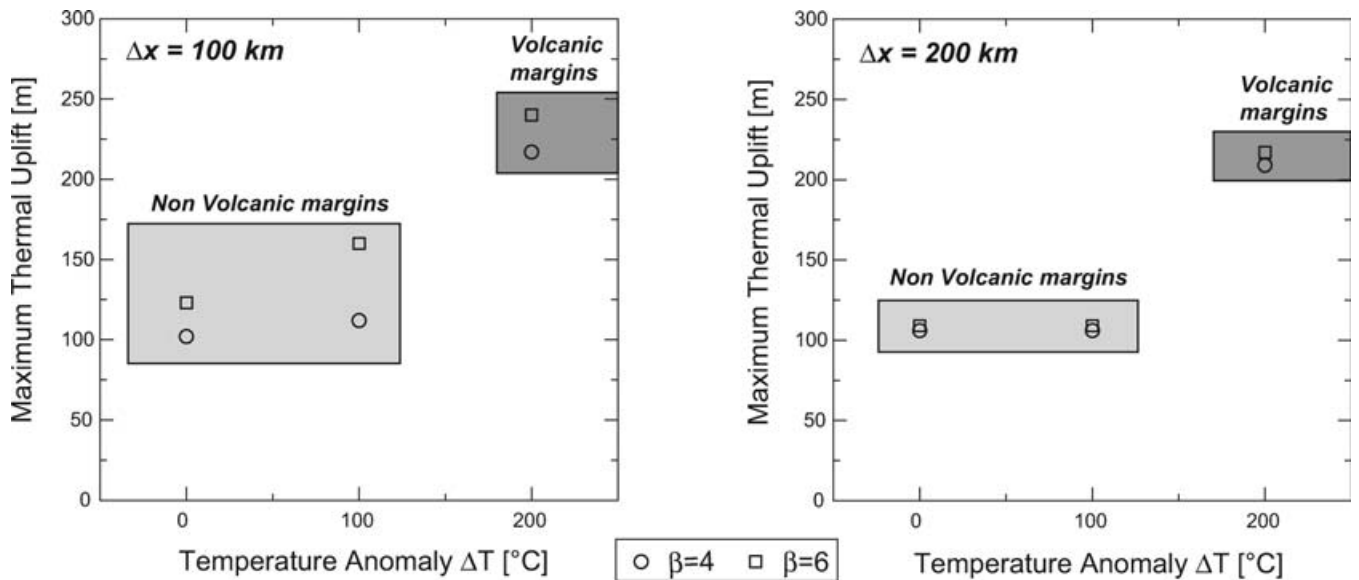 Δx = 100 km
Volcanic
margins
Non Volcanic margins
Maximum Thermal Uplift [m]
300
250
200
150
100
50
0
0
100
200
Temperature Anomaly ΔT [°C]
Δx = 200 km
Volcanic
margins
Non Volcanic margins
Maximum Thermal Uplift [m]
300
250
200
150
100
50
0
0
100
200
Temperature Anomaly ΔT [°C]
β=4 β=6